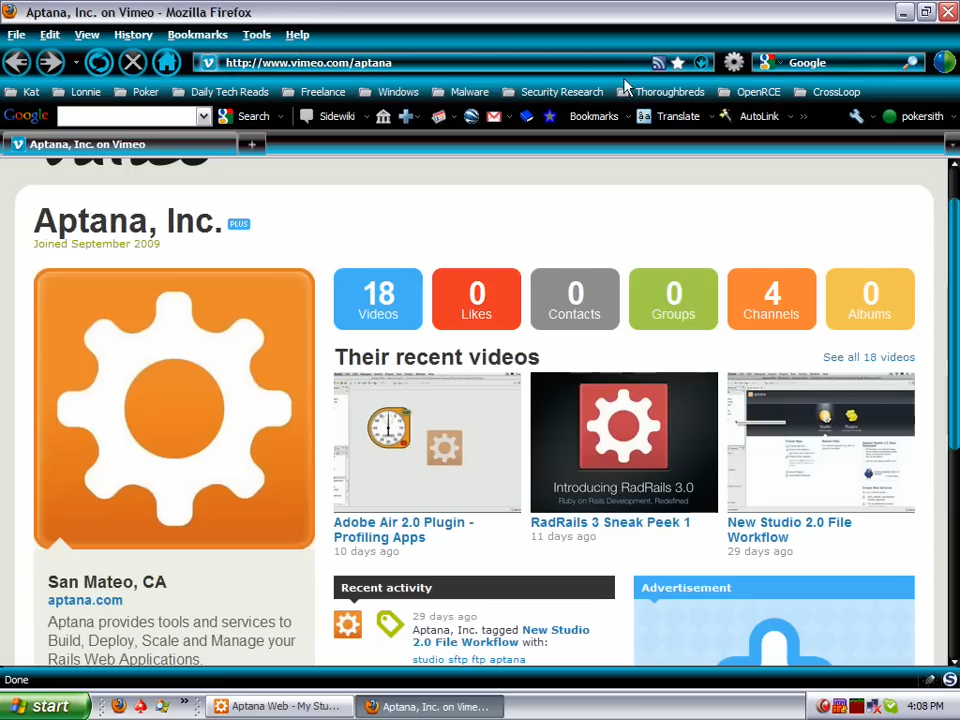 Aptana, Inc. on Vimeo - Mozilla Firefox
File Edit View History Bookmarks Tools Help
http://www.vimeo.com/aptana
Google
Kat Lonnie Poker Daily Tech Reads Freelance Windows Malware Security Research Thoroughbreds OpenRCE CrossLoop
Google Search Sidewiki Bookmarks Translate AutoLink pokersith
Aptana, Inc. on Vimeo
Aptana, Inc. PLUS
Joined September 2009
18 0 0 0 4 0
Videos Likes Contacts Groups Channels Albums
Their recent videos
See all 18 videos
Introducing RadRails 3.0
Ruby on Rails Development, Redefined
Adobe Air 2.0 Plugin -
Profiling Apps
10 days ago
RadRails 3 Sneak Peek 1
11 days ago
New Studio 2.0 File
Workflow
29 days ago
San Mateo, CA
aptana.com
Aptana provides tools and services to
Build, Deploy, Scale and Manage your
Rails Web Applications.
Recent activity
29 days ago
Aptana, Inc. tagged New Studio
2.0 File Workflow with:
studio sftp ftp aptana
Advertisement
Done
start
Aptana Web - My Stu...
Aptana, Inc. on Vime...
4:08 PM